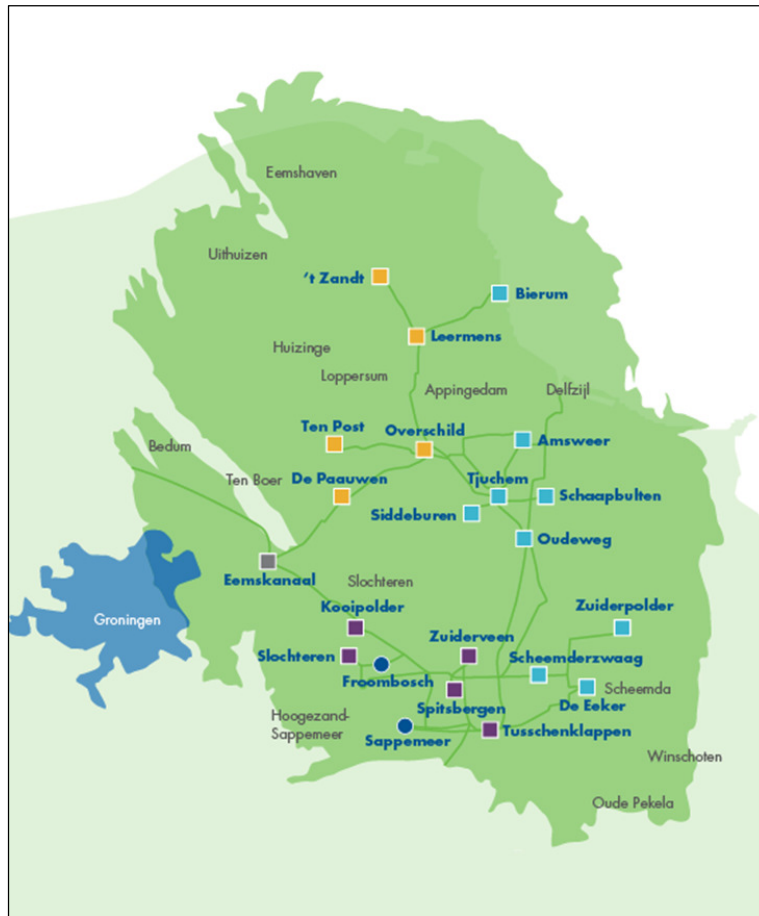 Eemshaven
Uithuizen
't Zandt
Bierum
Leermens
Huizinge
Loppersum
Appingedam
Delfzijl
Ten Post
Overschild
Amsweer
Bedum
Ten Boer
De Paauwen
Tjuchem
Schaapbulten
Siddeburen
Oudeweg
Eemskanaal
Slochteren
Groningen
Kooipolder
Zuiderpolder
Zuiderveen
Slochteren
Scheemderzwaag
Froombosch
Scheemda
De Eeker
Spitsbergen
Hoogezand-
Sappemeer
Sappemeer
Tusschenklappen
Winschoten
Oude Pekela